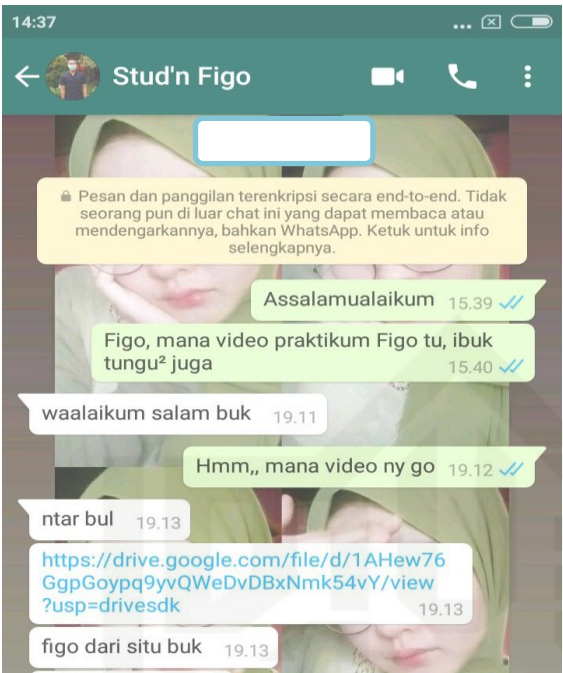 14:37
...
Stud'n Figo
Pesan dan panggilan terenkripsi secara end-to-end. Tidak
seorang pun di luar chat ini yang dapat membaca atau
mendengarkannya, bahkan WhatsApp. Ketuk untuk info
selengkapnya.
Assalamualaikum 15.39
Figo, mana video praktikum Figo tu, ibuk
tungu² juga 15.40
waalaikum salam buk 19.11
Hmm,, mana video ny go 19.12
ntar bul 19.13
https://drive.google.com/file/d/1AHew76
GgpGoypq9yvQWeDvDBxNmk54vY/view
?usp=drivesdk 19.13
figo dari situ buk 19.13